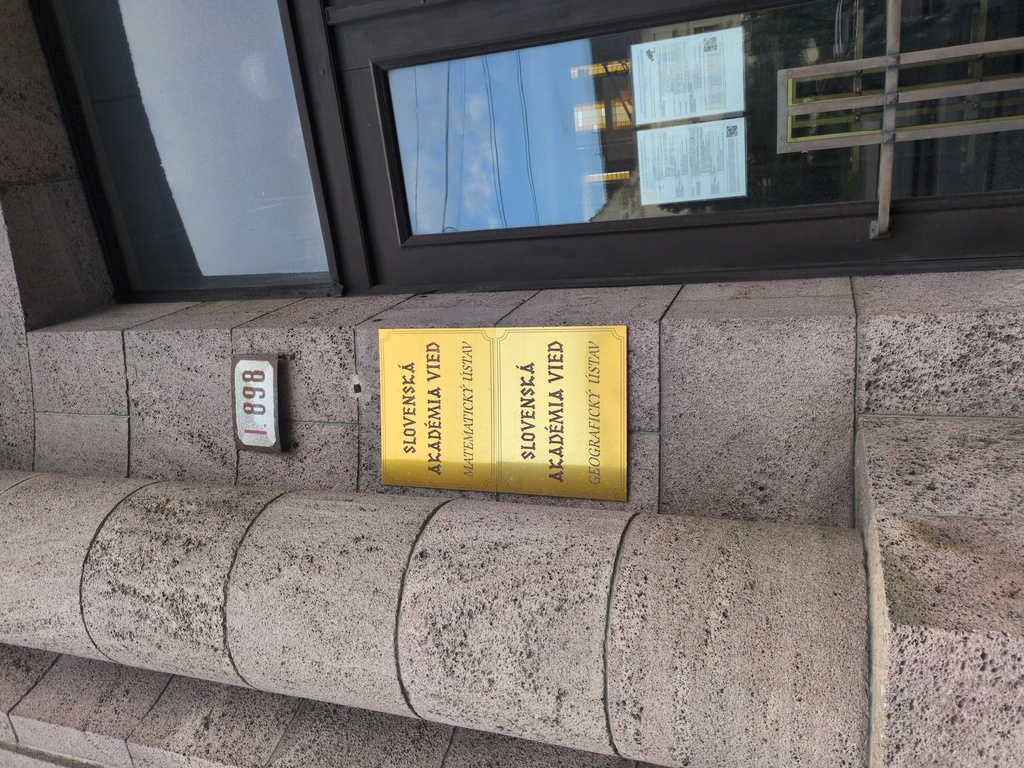 I. 898
SLOVENSKÁ
AKADÉMIA VIED
MATEMATICKÝ ÚSTAV
SLOVENSKÁ
AKADÉMIA VIED
GEOGRAFICKÝ ÚSTAV